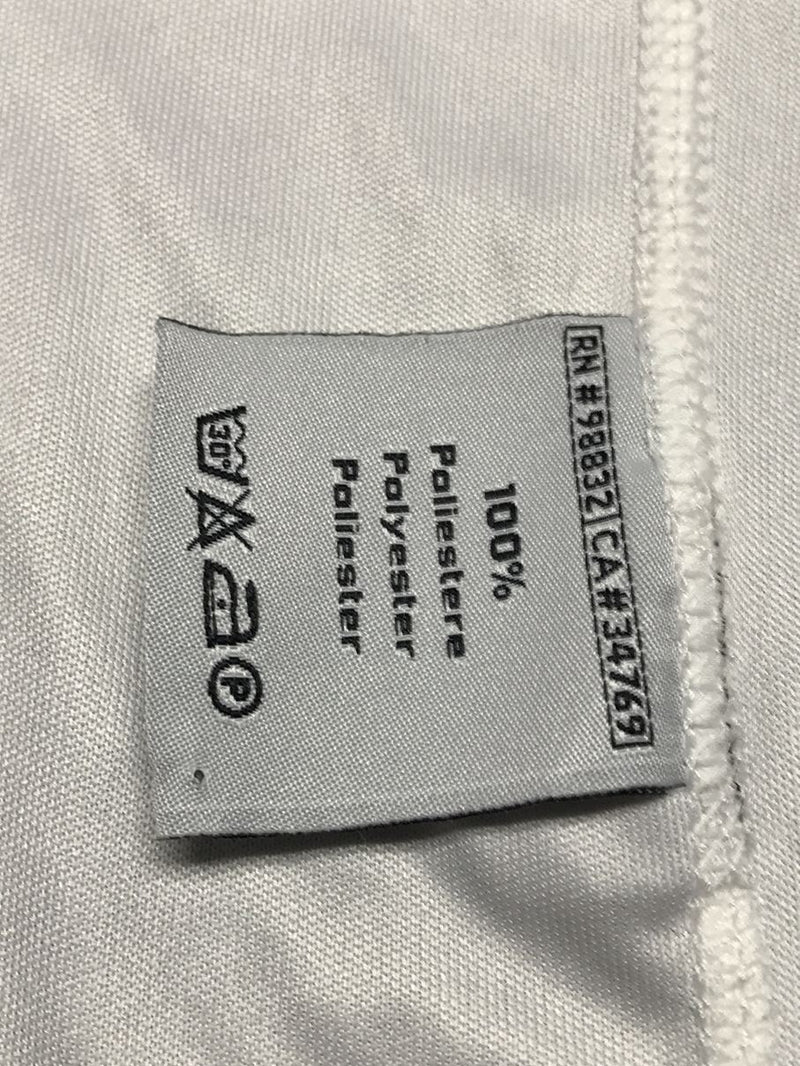 RN #98832 CA #34769
100%
Poliestere
Polyester
Poliester
30°
P